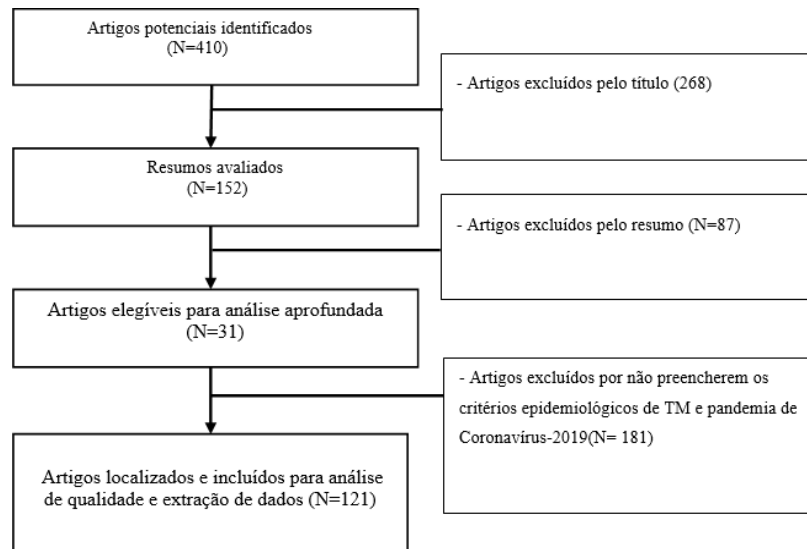 Artigos potenciais identificados
(N=410)
- Artigos excluídos pelo título (268)
Resumos avaliados
(N=152)
- Artigos excluídos pelo resumo (N=87)
Artigos elegíveis para análise aprofundada
(N=31)
- Artigos excluídos por não preencherem os
critérios epidemiológicos de TM e pandemia de
Coronavírus-2019(N= 181)
Artigos localizados e incluídos para análise
de qualidade e extração de dados (N=121)